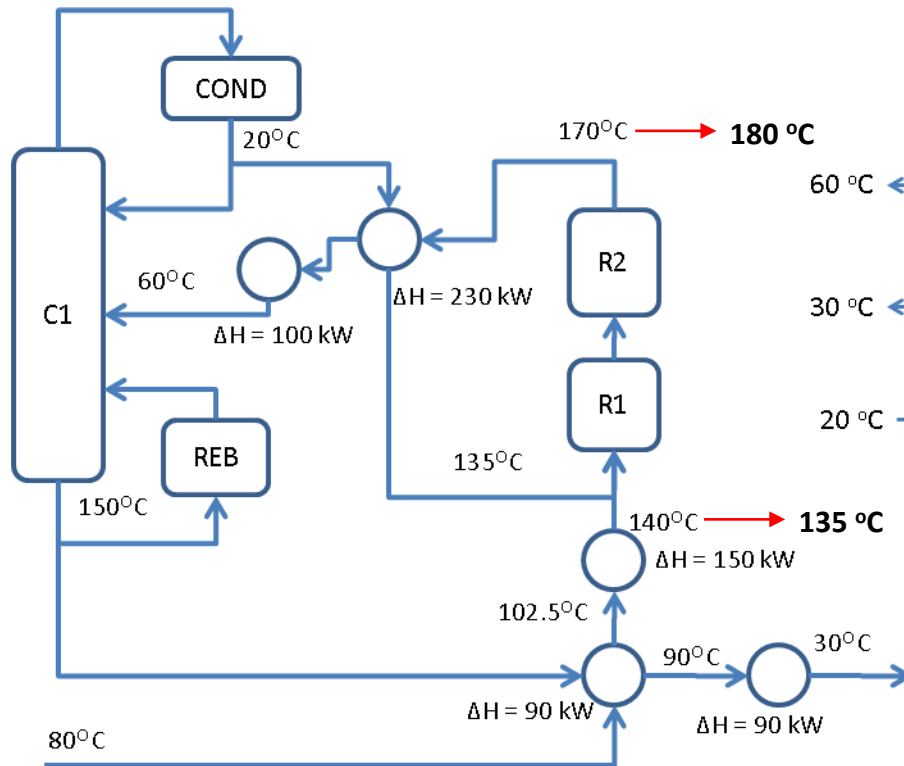 COND
20°C
170°C
180 °C
60 °C
R2
60°C
C1
ΔH = 230 kW
30 °C
ΔH = 100 kW
R1
20 °C
REB
135°C
150°C
140°C
135 °C
ΔH = 150 kW
102.5°C
90°C
30°C
ΔH = 90 kW
ΔH = 90 kW
80°C